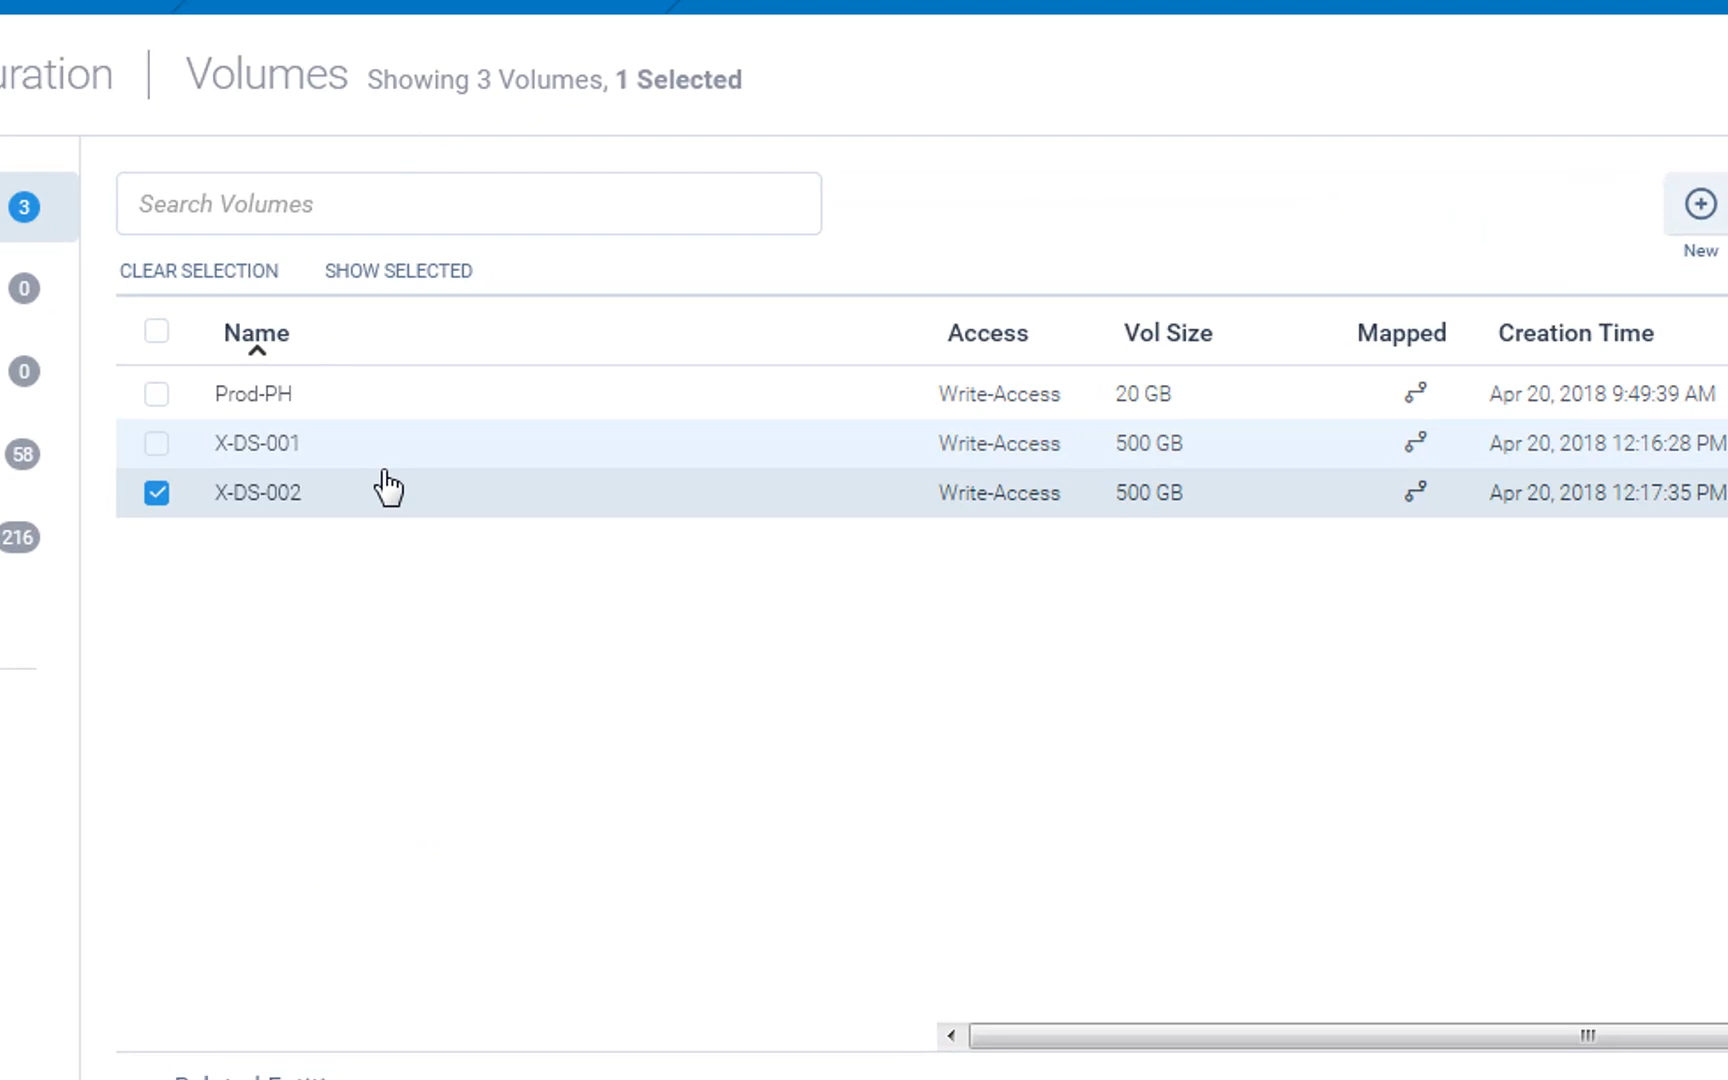 uration | Volumes Showing 3 Volumes, 1 Selected
3
Search Volumes
New
0
CLEAR SELECTION SHOW SELECTED
Name Access Vol Size Mapped Creation Time
0
Prod-PH Write-Access 20 GB Apr 20, 2018 9:49:39 AM
58
X-DS-001 Write-Access 500 GB Apr 20, 2018 12:16:28 PM
X-DS-002 Write-Access 500 GB Apr 20, 2018 12:17:35 PM
216